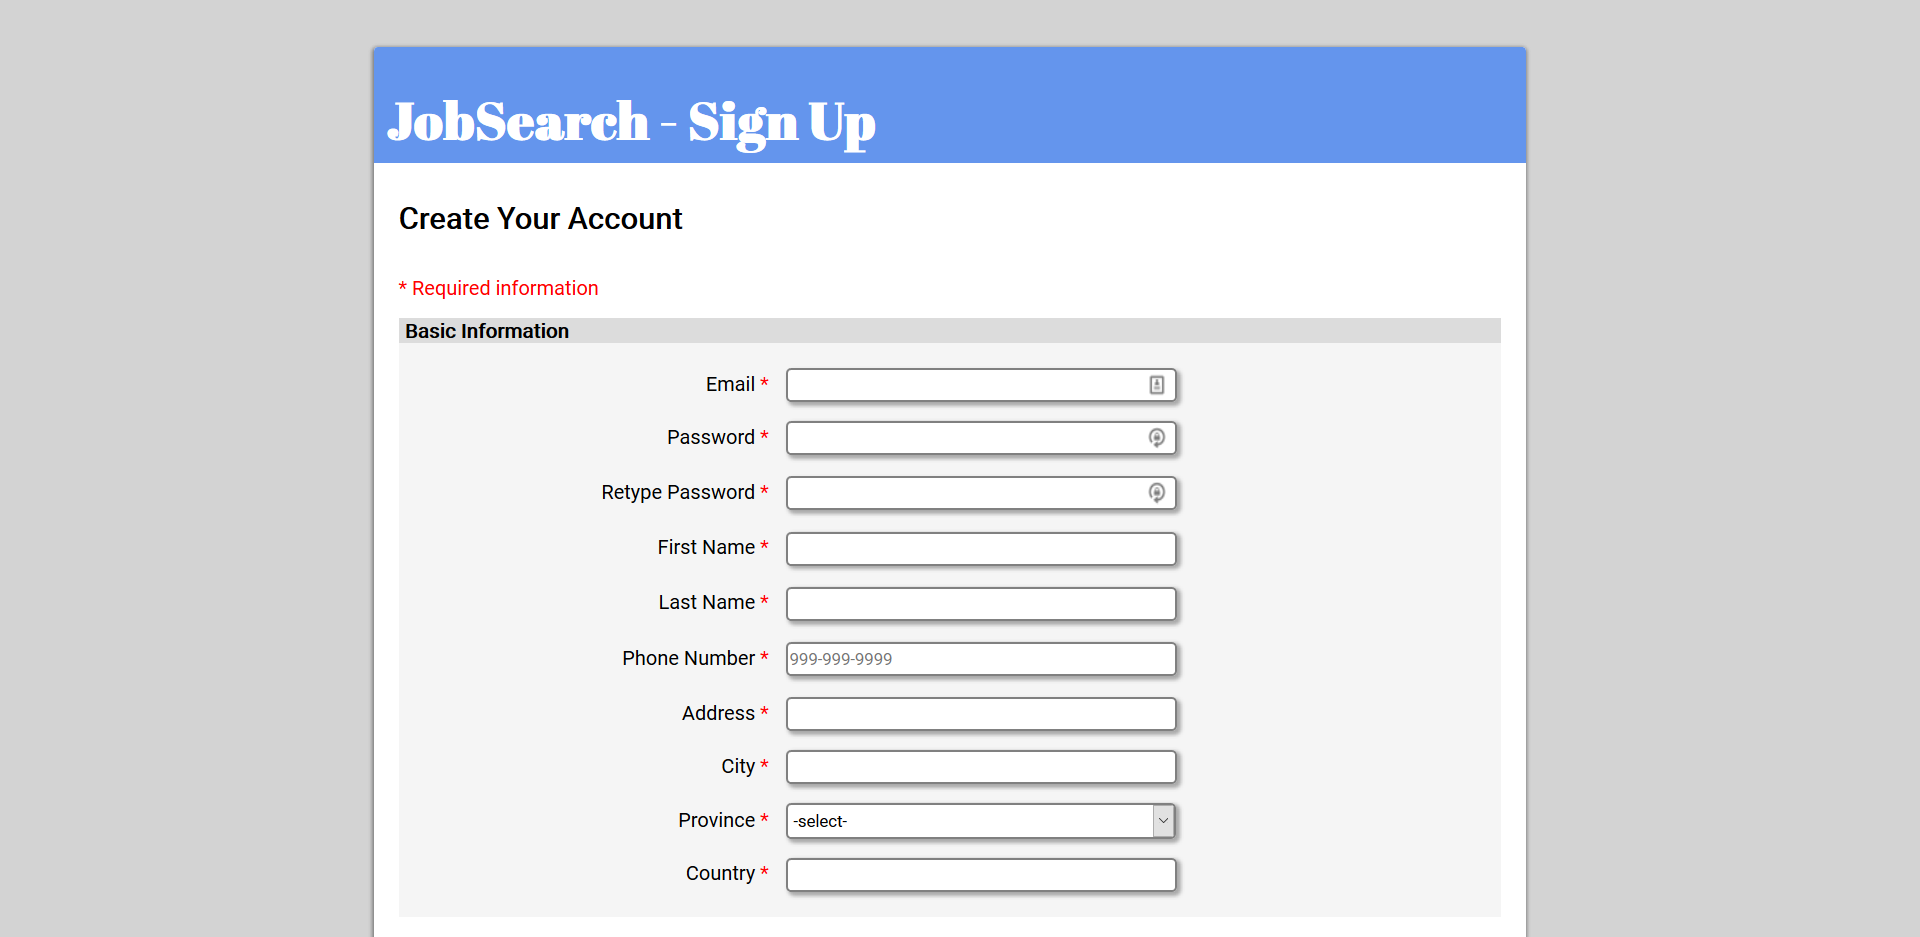 JobSearch - Sign Up
Create Your Account
* Required information
Basic Information
Email *
Password *
Retype Password *
First Name *
Last Name *
Phone Number * 999-999-9999
Address *
City *
Province * -select-
Country *